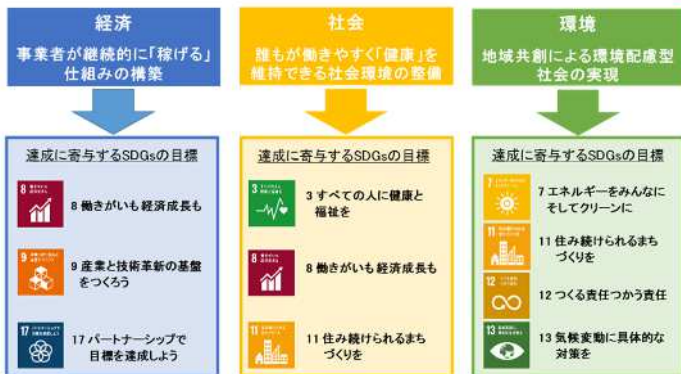 経済
事業者が継続的に「稼げる」
仕組みの構築
達成に寄与するSDGsの目標
8
8 働きがいも経済成長も
9
9 産業と技術革新の基盤
をつくろう
17
17 パートナーシップで
目標を達成しよう
社会
誰もが働きやすく「健康」を
維持できる社会環境の整備
達成に寄与するSDGsの目標
3
3 すべての人に健康と
福祉を
8
8 働きがいも経済成長も
11
11 住み続けられるまち
づくりを
環境
地域共創による環境配慮型
社会の実現
達成に寄与するSDGsの目標
7
7 エネルギーをみんなに
そしてクリーンに
11
11 住み続けられるまち
づくりを
12
12 つくる責任つかう責任
13
13 気候変動に具体的な
対策を